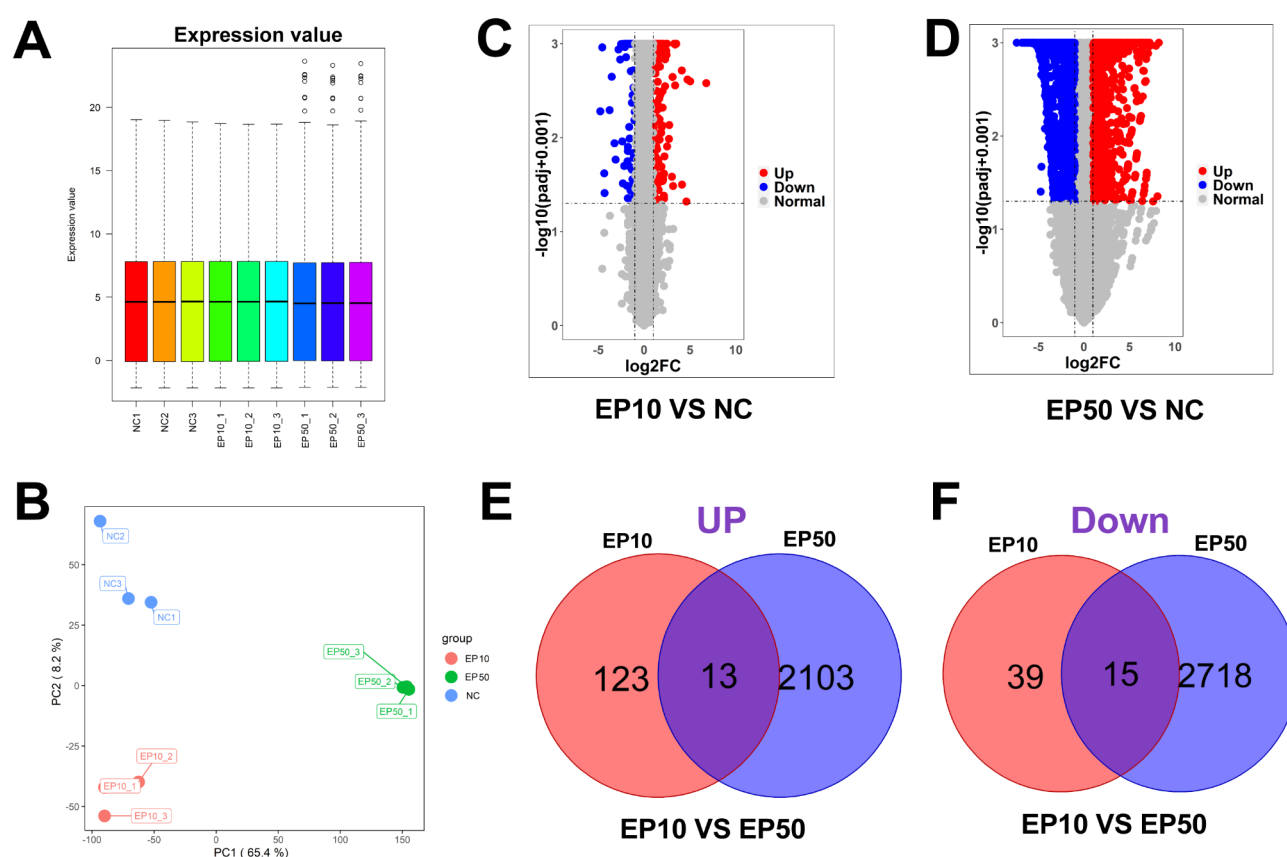 A
Expression value
Expression value
20
15
10
5
0
NC1
NC2
NC3
EP10_1
EP10_2
EP10_3
EP50_1
EP50_2
EP50_3
C
-log10(padj+0.001)
3
2
1
0
-5
0
5
10
log2FC
Up
Down
Normal
EP10 VS NC
D
-log10(padj+0.001)
3
2
1
0
-5
0
5
10
log2FC
Up
Down
Normal
EP50 VS NC
B
PC2 ( 8.2 %)
50
25
0
-25
-50
NC2
NC3
NC1
EP50_3
EP50_2
EP50_1
EP10_2
EP10_1
EP10_3
-100
-50
0
50
100
150
PC1 ( 65.4 %)
group
EP10
EP50
NC
E
UP
EP10
EP50
123
13
2103
EP10 VS EP50
F
Down
EP10
EP50
39
15
2718
EP10 VS EP50